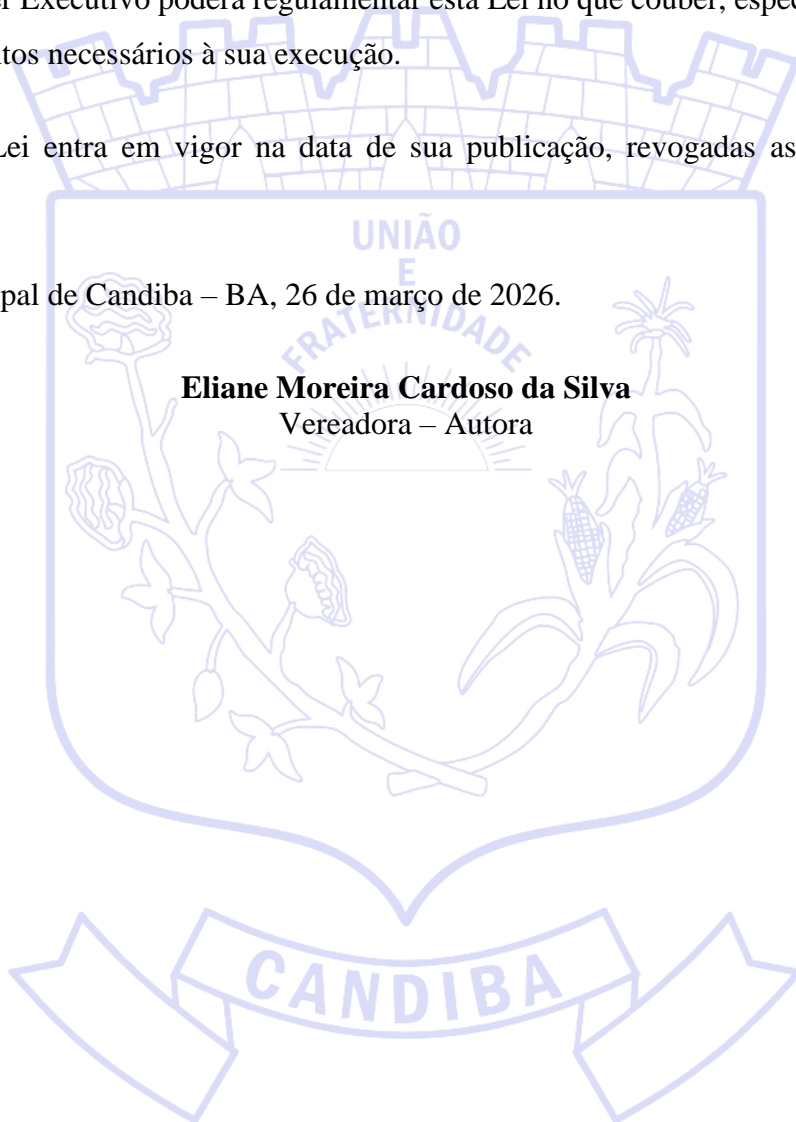 er Executivo poderá regulamentar esta Lei no que couber, espec
tos necessários à sua execução.
Lei entra em vigor na data de sua publicação, revogadas as
UNIÃO
E
FRATERNIDADE
pal de Candiba – BA, 26 de março de 2026.
Eliane Moreira Cardoso da Silva
Vereadora – Autora
CANDIBA